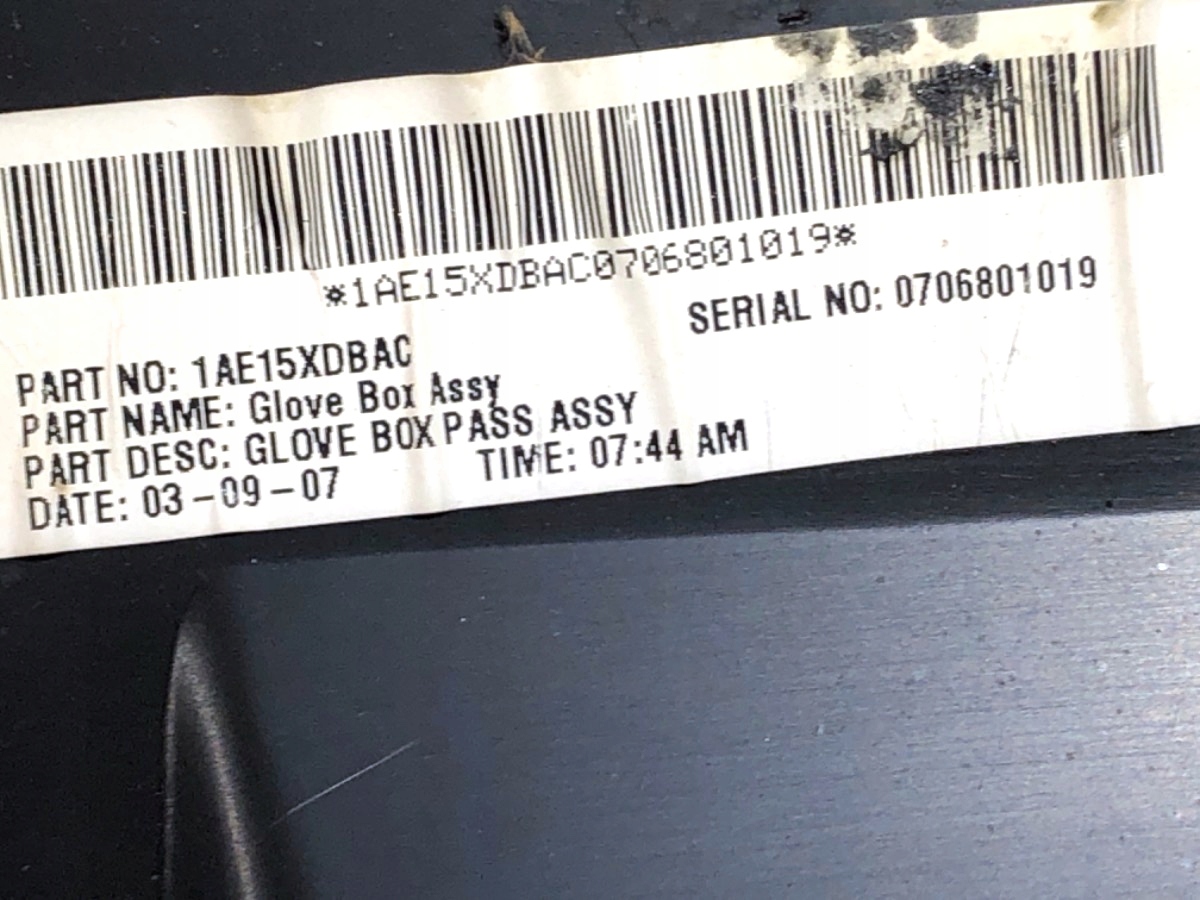 *1AE15XDBAC0706801019*
SERIAL NO: 0706801019
PART NO: 1AE15XDBAC
PART NAME: Glove Box Assy
PART DESC: GLOVE BOX PASS ASSY
DATE: 03-09-07 TIME: 07:44 AM